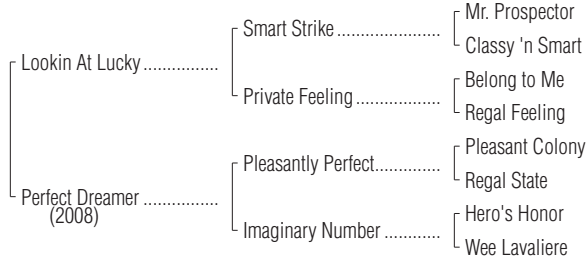 Mr. Prospector
Smart Strike .......................
Classy 'n Smart
Lookin At Lucky ................
Belong to Me
Private Feeling ...................
Regal Feeling
Pleasant Colony
Pleasantly Perfect..............
Regal State
Perfect Dreamer ................
(2008)
Hero's Honor
Imaginary Number ............
Wee Lavaliere